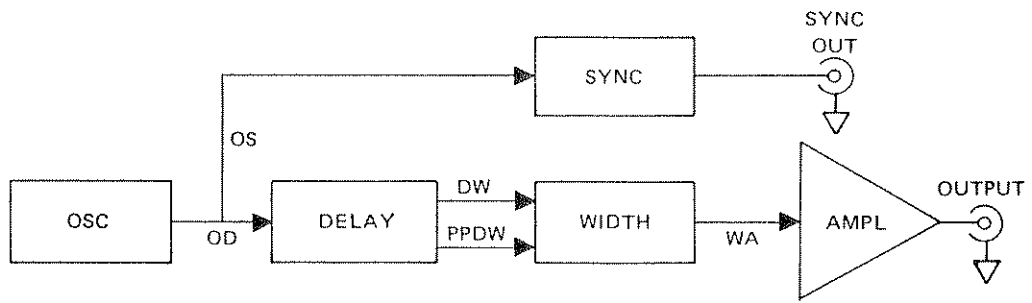 SYNC
OUT
SYNC
OS
OSC
OD
DELAY
DW
PPDW
WIDTH
WA
AMPL
OUTPUT